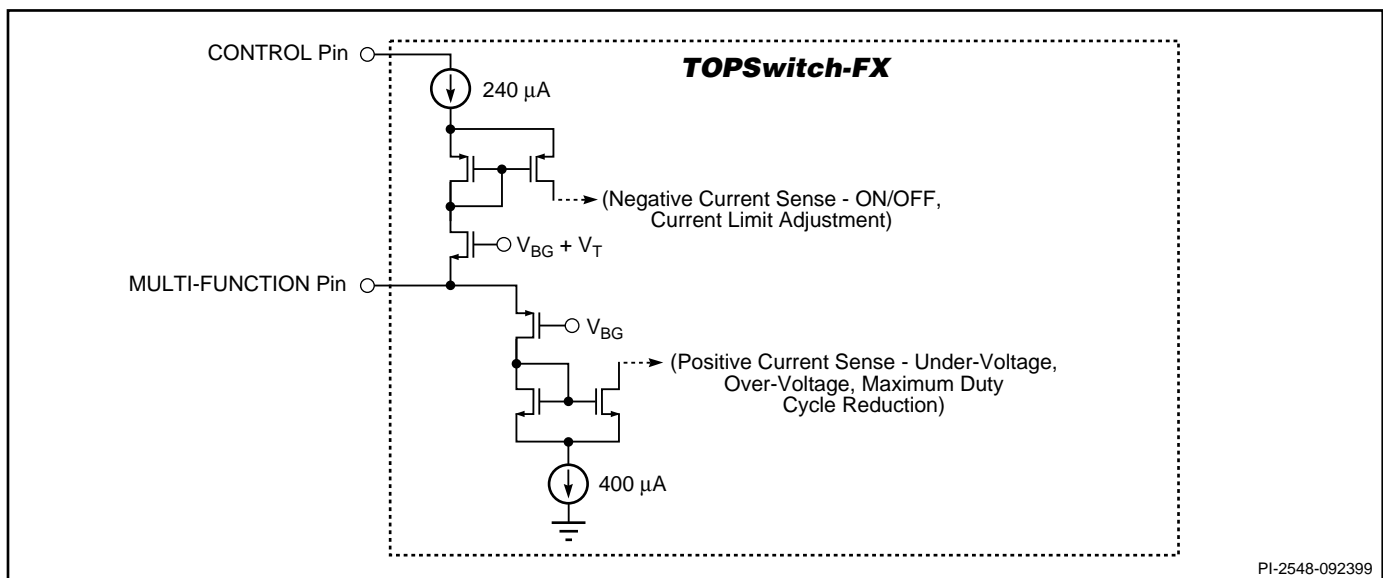 CONTROL Pin
TOPSwitch-FX
240 μA
(Negative Current Sense - ON/OFF,
Current Limit Adjustment)
V_BG + V_T
MULTI-FUNCTION Pin
V_BG
(Positive Current Sense - Under-Voltage,
Over-Voltage, Maximum Duty
Cycle Reduction)
400 μA
PI-2548-092399